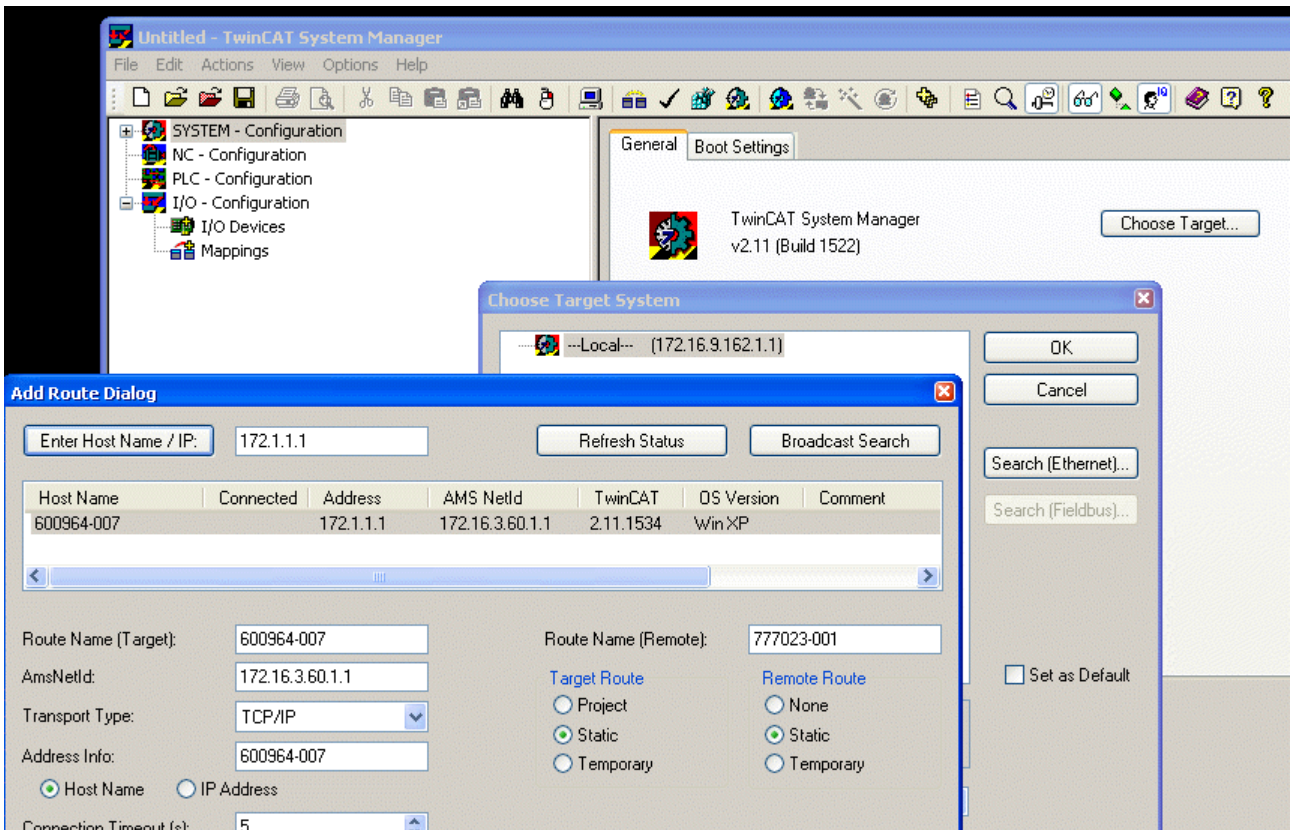 Untitled - TwinCAT System Manager
File Edit Actions View Options Help
SYSTEM - Configuration
NC - Configuration
PLC - Configuration
I/O - Configuration
I/O Devices
Mappings
General Boot Settings
TwinCAT System Manager
v2.11 (Build 1522)
Choose Target...
Choose Target System
---Local--- (172.16.9.162.1.1)
OK
Cancel
Search (Ethernet)...
Search (Fieldbus)...
Set as Default
Add Route Dialog
Enter Host Name / IP: 172.1.1.1 Refresh Status Broadcast Search
Host Name Connected Address AMS NetId TwinCAT OS Version Comment
600964-007 172.1.1.1 172.16.3.60.1.1 2.11.1534 Win XP
Route Name (Target): 600964-007 Route Name (Remote): 777023-001
AmsNetId: 172.16.3.60.1.1 Target Route Remote Route
Project None
Transport Type: TCP/IP Static Static
Address Info: 600964-007 Temporary Temporary
Host Name IP Address
Connection Timeout (s): 5